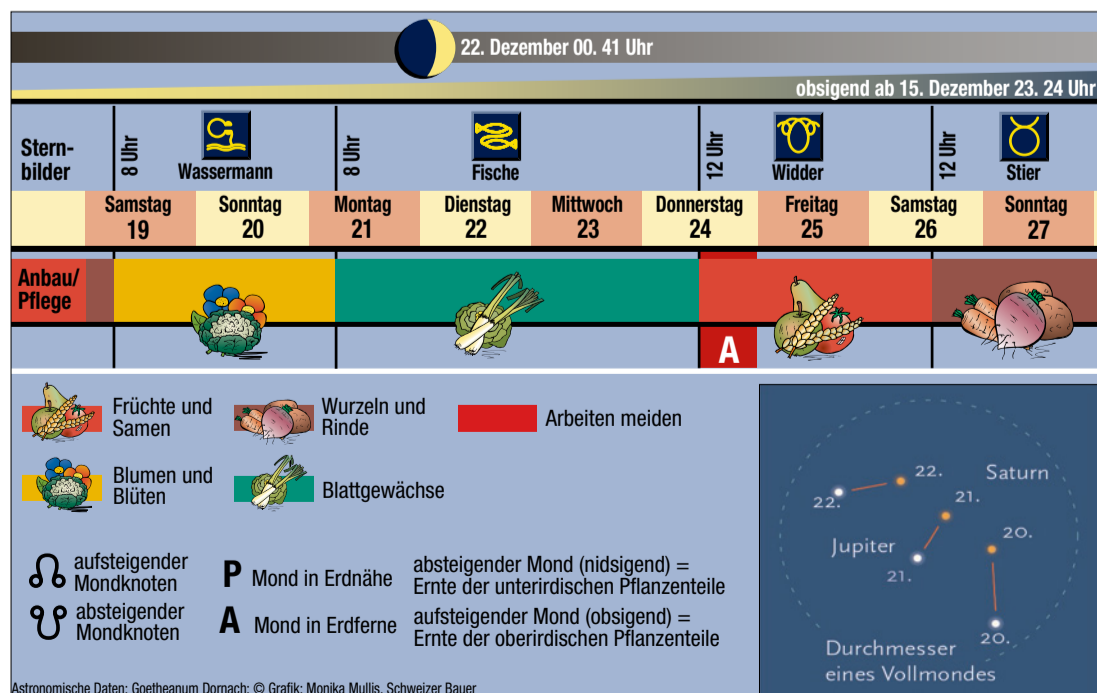 22. Dezember 00. 41 Uhr
obsigend ab 15. Dezember 23. 24 Uhr
Stern-
bilder
8 Uhr
Wassermann
8 Uhr
Fische
12 Uhr
Widder
12 Uhr
Stier
Samstag
19
Sonntag
20
Montag
21
Dienstag
22
Mittwoch
23
Donnerstag
24
Freitag
25
Samstag
26
Sonntag
27
Anbau/
Pflege
A
Früchte und
Samen
Wurzeln und
Rinde
Arbeiten meiden
Blumen und
Blüten
Blattgewächse
aufsteigender
Mondknoten
P Mond in Erdnähe
absteigender Mond (nidsigend) =
Ernte der unterirdischen Pflanzenteile
absteigender
Mondknoten
A Mond in Erdferne
aufsteigender Mond (obsigend) =
Ernte der oberirdischen Pflanzenteile
22. 22. Saturn
21.
20.
Jupiter
21.
20.
Durchmesser
eines Vollmondes
Astronomische Daten: Goetheanum Dornach; © Grafik: Monika Mullis, Schweizer Bauer